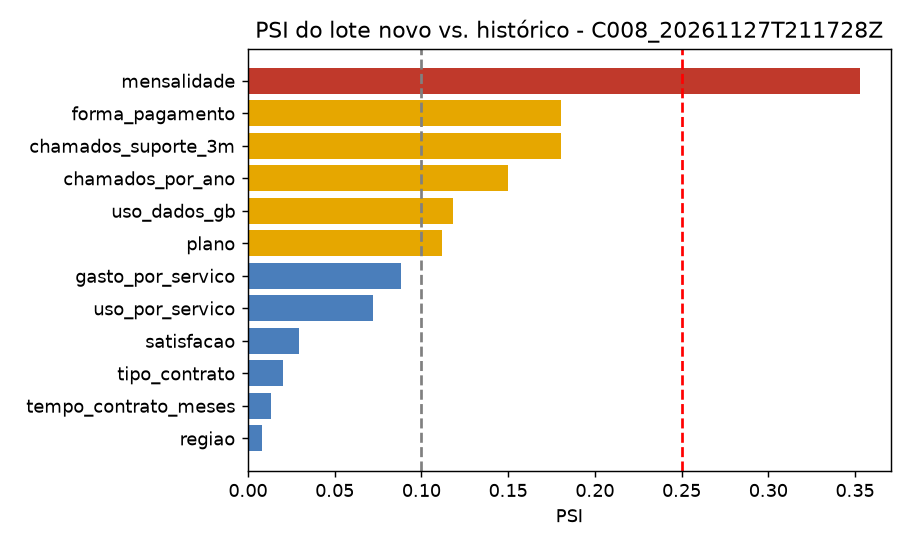 PSI do lote novo vs. histórico - C008_20261127T211728Z
mensalidade
forma_pagamento
chamados_suporte_3m
chamados_por_ano
uso_dados_gb
plano
gasto_por_servico
uso_por_servico
satisfacao
tipo_contrato
tempo_contrato_meses
regiao
0.00 0.05 0.10 0.15 0.20 0.25 0.30 0.35
PSI